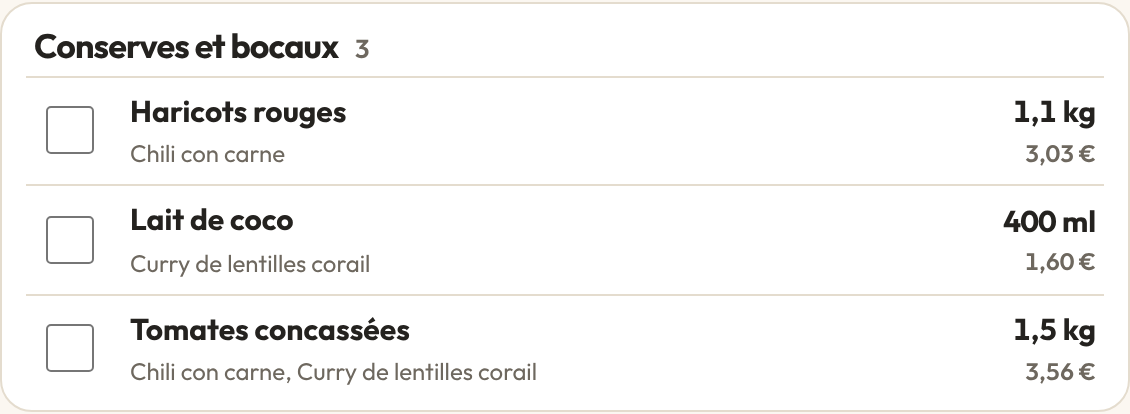 Conserves et bocaux 3
Haricots rouges 1,1 kg
Chili con carne 3,03 €
Lait de coco 400 ml
Curry de lentilles corail 1,60 €
Tomates concassées 1,5 kg
Chili con carne, Curry de lentilles corail 3,56 €